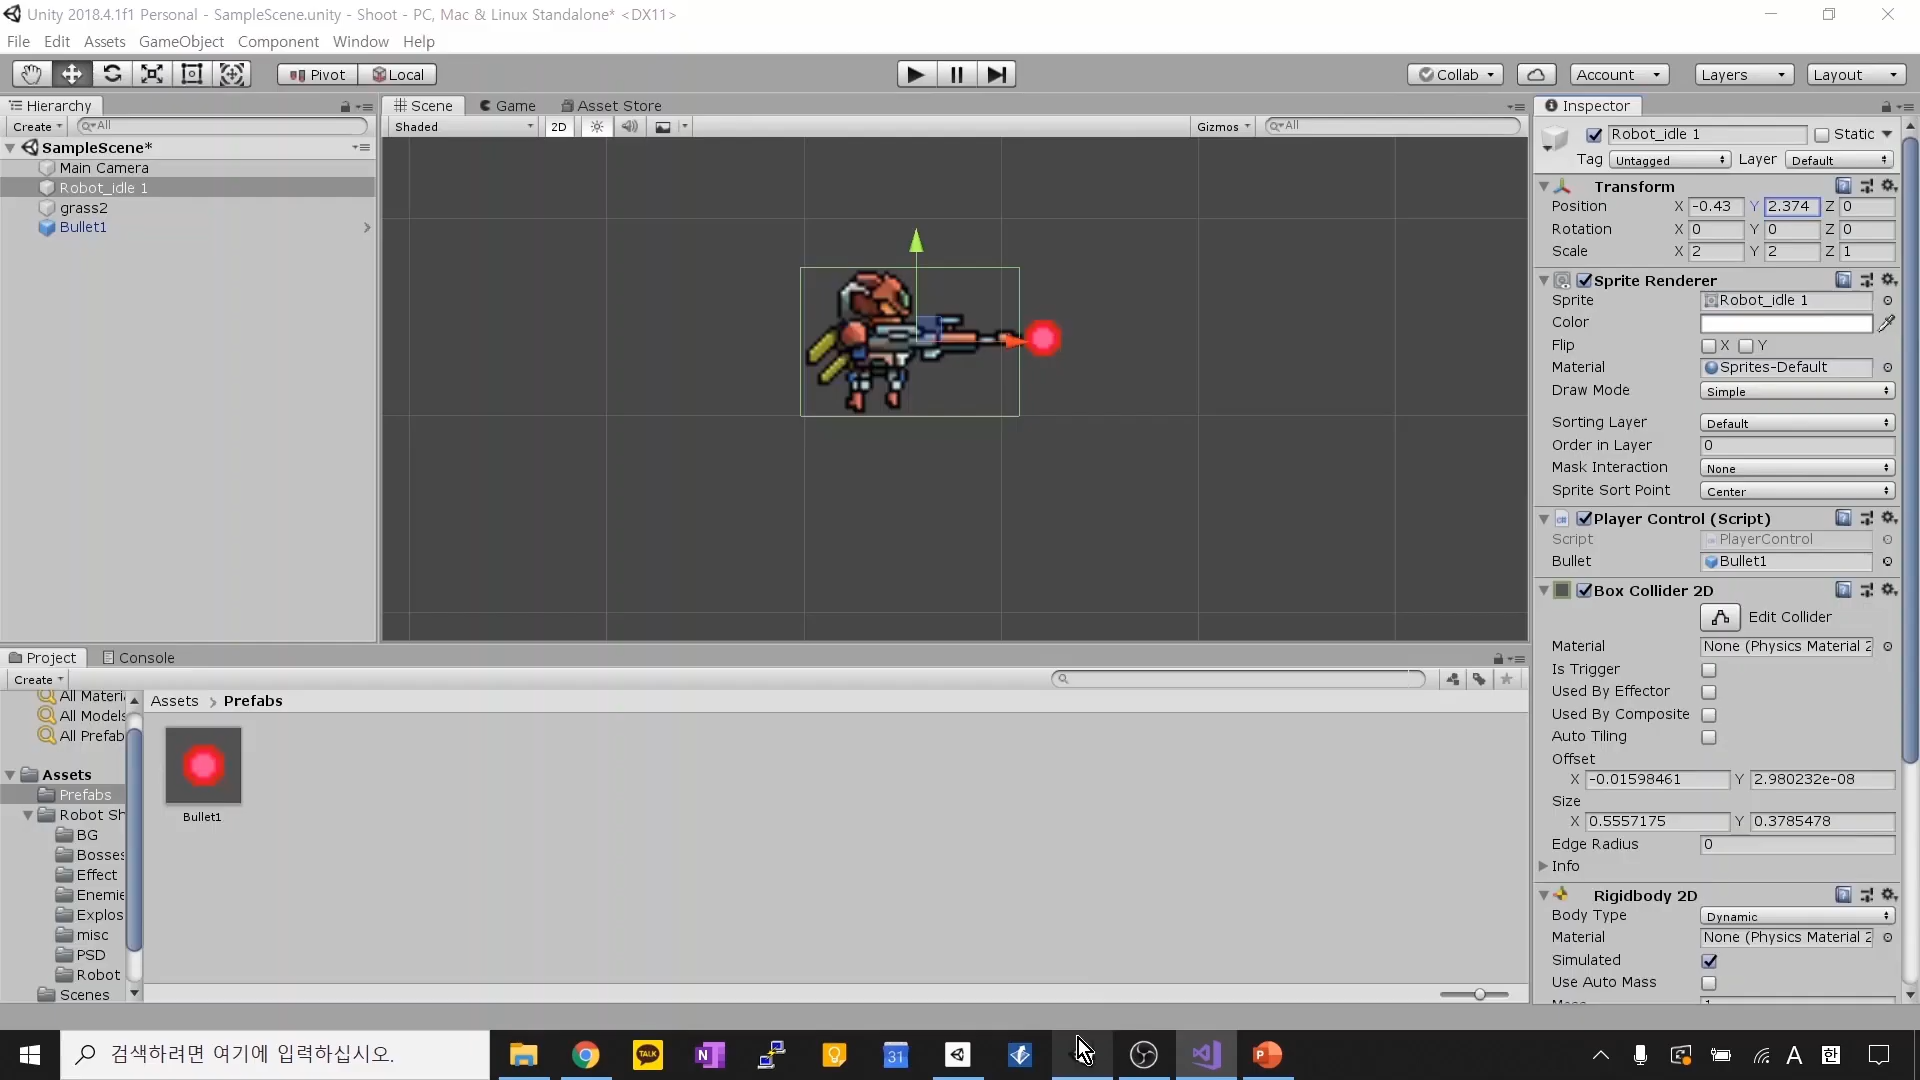 Unity 2018.4.1f1 Personal - SampleScene.unity - Shoot - PC, Mac & Linux Standalone* <DX11>
File Edit Assets GameObject Component Window Help
Pivot Local Collab Account Layers Layout
Hierarchy
Create All
SampleScene*
Main Camera
Robot_idle 1
grass2
Bullet1
Scene Game Asset Store
Shaded 2D Gizmos All
Inspector
Robot_idle 1 Static
Tag Untagged Layer Default
Transform
Position X -0.43 Y 2.374 Z 0
Rotation X 0 Y 0 Z 0
Scale X 2 Y 2 Z 1
Sprite Renderer
Sprite Robot_idle 1
Color
Flip X Y
Material Sprites-Default
Draw Mode Simple
Sorting Layer Default
Order in Layer 0
Mask Interaction None
Sprite Sort Point Center
Player Control (Script)
Script PlayerControl
Bullet Bullet1
Box Collider 2D
Edit Collider
Material None (Physics Material 2
Is Trigger
Used By Effector
Used By Composite
Auto Tiling
Offset
X -0.01598461 Y 2.980232e-08
Size
X 0.5557175 Y 0.3785478
Edge Radius 0
Info
Rigidbody 2D
Body Type Dynamic
Material None (Physics Material 2
Simulated
Use Auto Mass
Project Console
Create
All Materi
All Models
All Prefab
Assets
Prefabs
Robot Sh
BG
Bosses
Effect
Enemie
Explos
misc
PSD
Robot
Scenes
Assets > Prefabs
Bullet1
검색하려면 여기에 입력하십시오.
TALK
N
31
P
A 한